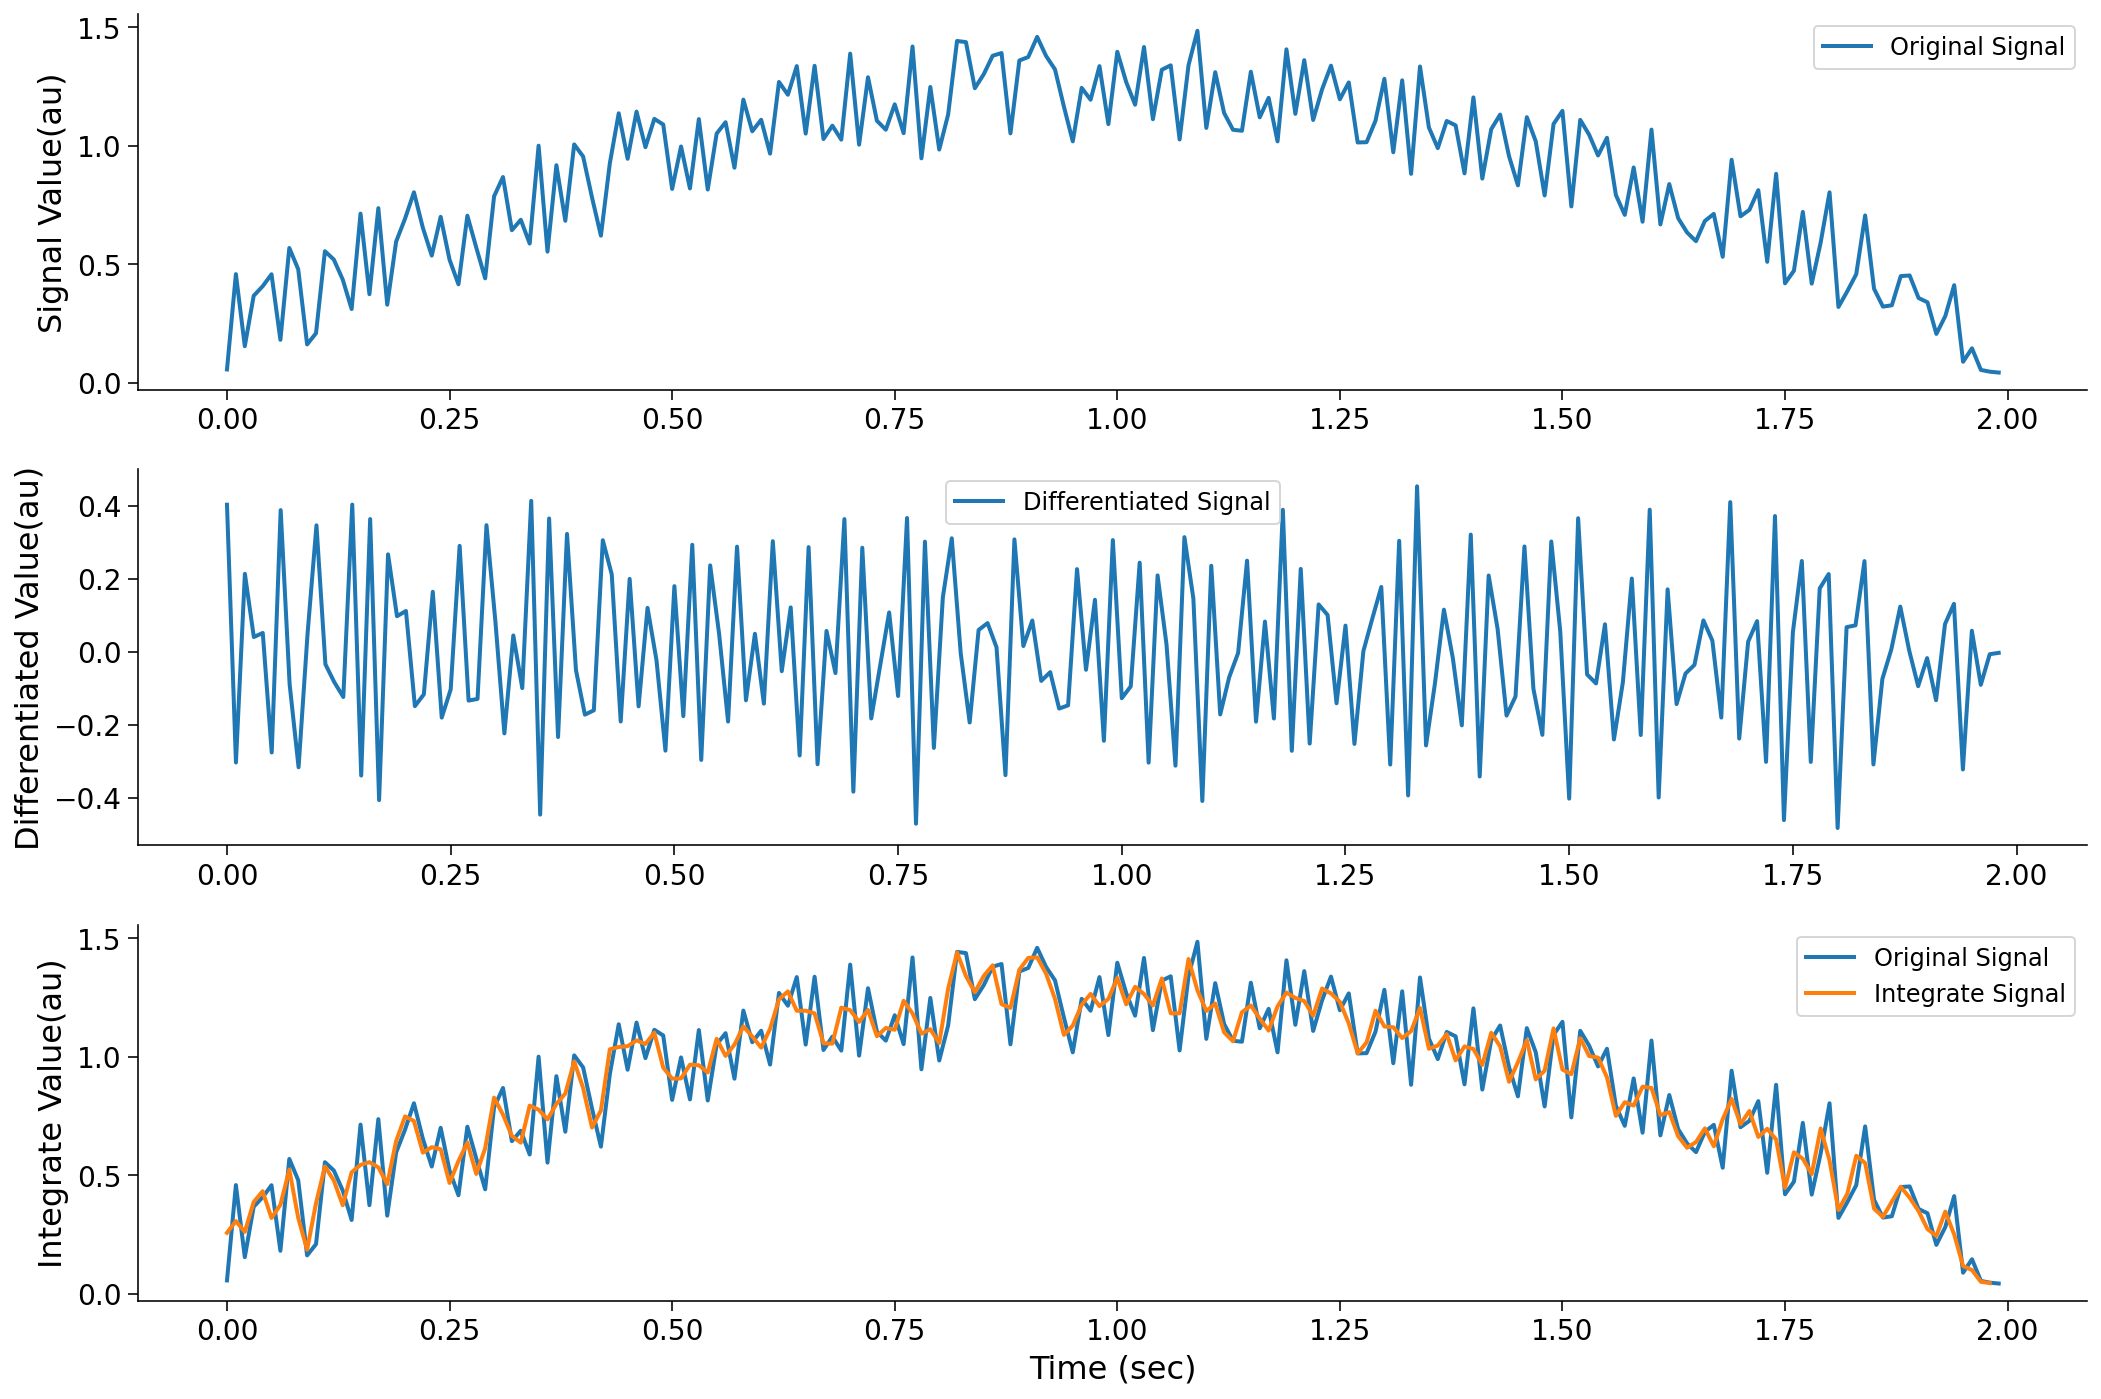 Signal Value(au)
1.5
1.0
0.5
0.0
Original Signal
0.00 0.25 0.50 0.75 1.00 1.25 1.50 1.75 2.00
Differentiated Value(au)
0.4
0.2
0.0
−0.2
−0.4
Differentiated Signal
0.00 0.25 0.50 0.75 1.00 1.25 1.50 1.75 2.00
Integrate Value(au)
1.5
1.0
0.5
0.0
Original Signal
Integrate Signal
0.00 0.25 0.50 0.75 1.00 1.25 1.50 1.75 2.00
Time (sec)